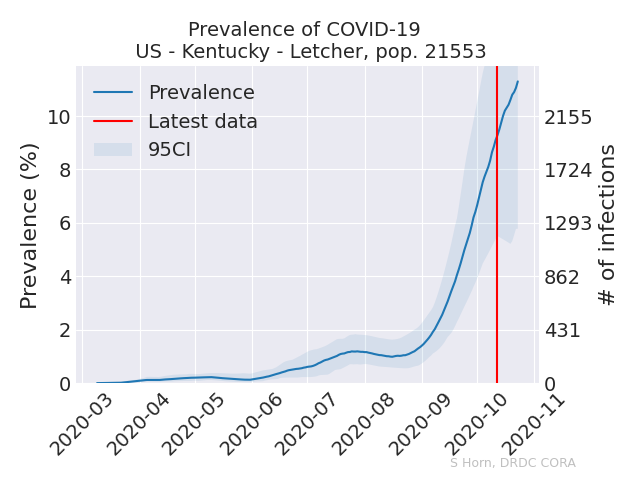 Prevalence of COVID-19
US - Kentucky - Letcher, pop. 21553
Prevalence
Latest data
95CI
Prevalence (%)
10
8
6
4
2
0
2155
1724
1293
862
431
0
# of infections
2020-03
2020-04
2020-05
2020-06
2020-07
2020-08
2020-09
2020-10
2020-11
S Horn, DRDC CORA